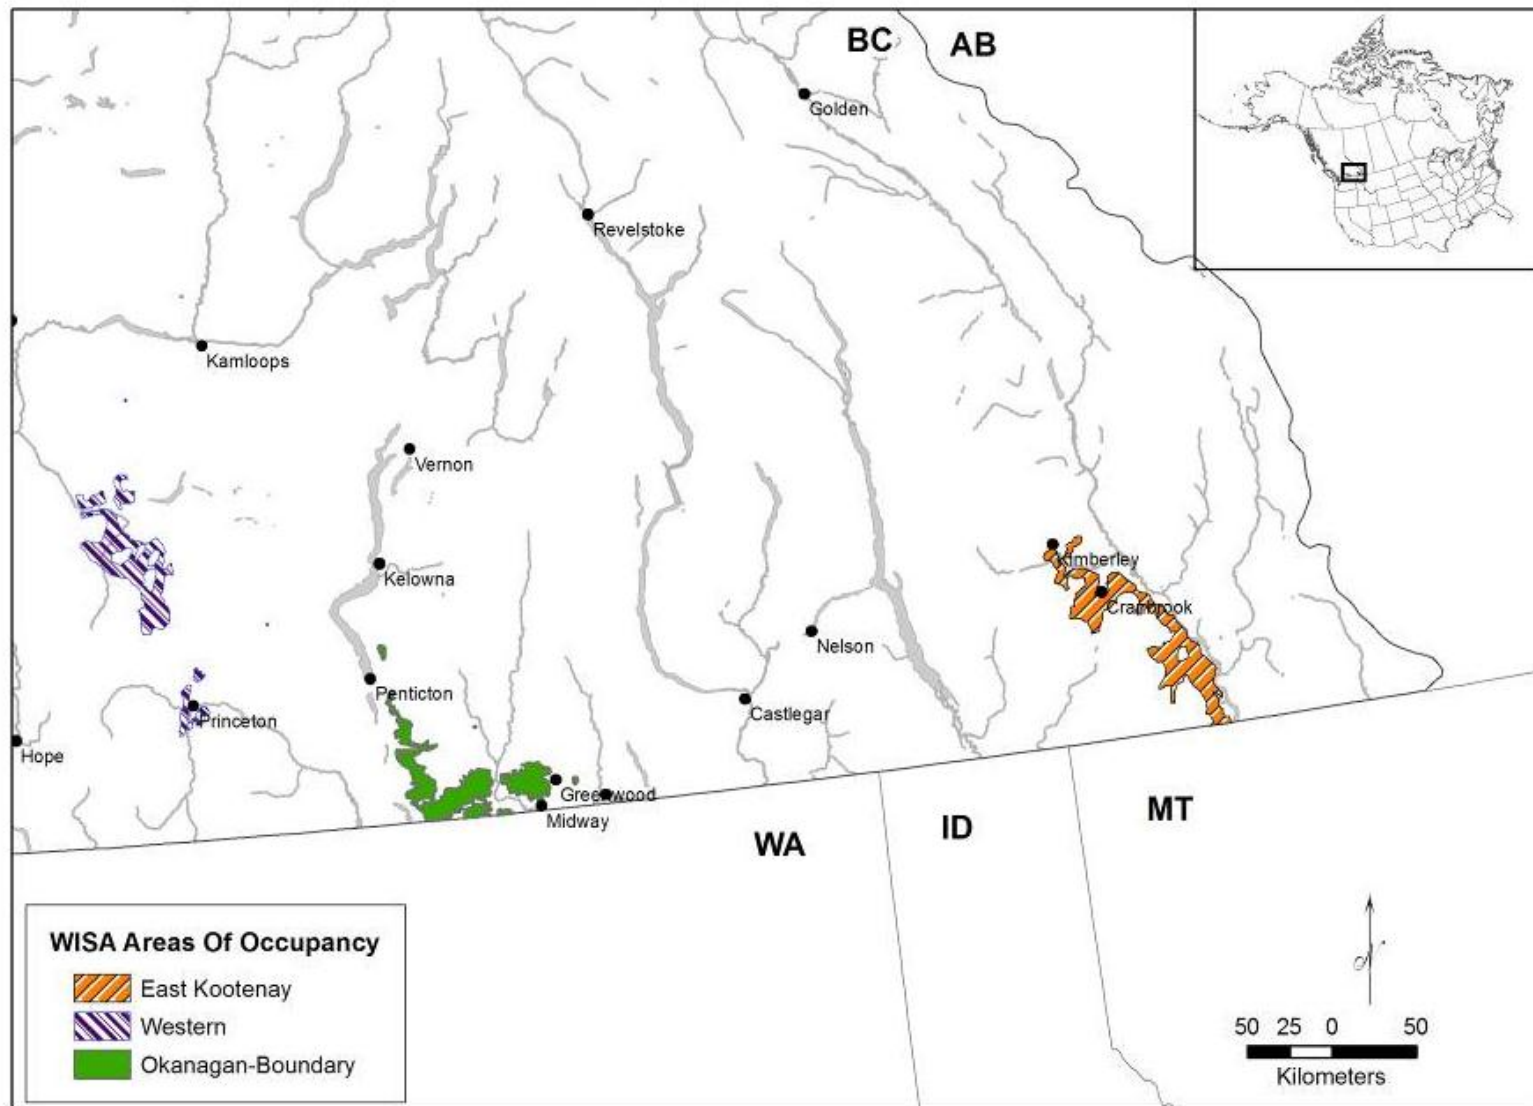 BC
AB
Golden
Revelstoke
Kamloops
Vernon
Kelowna
Kimberley
Cranbrook
Nelson
Penticton
Castlegar
Princeton
Hope
Greenwood
Midway
WA
ID
MT
WISA Areas Of Occupancy
East Kootenay
Western
Okanagan-Boundary
N
50 25 0 50
Kilometers